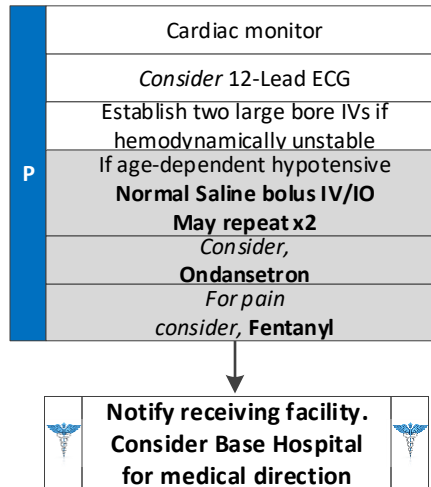 Cardiac monitor
Consider 12-Lead ECG
Establish two large bore IVs if
hemodynamically unstable
P
If age-dependent hypotensive
Normal Saline bolus IV/IO
May repeat x2
Consider,
Ondansetron
For pain
consider, Fentanyl
Notify receiving facility.
Consider Base Hospital
for medical direction